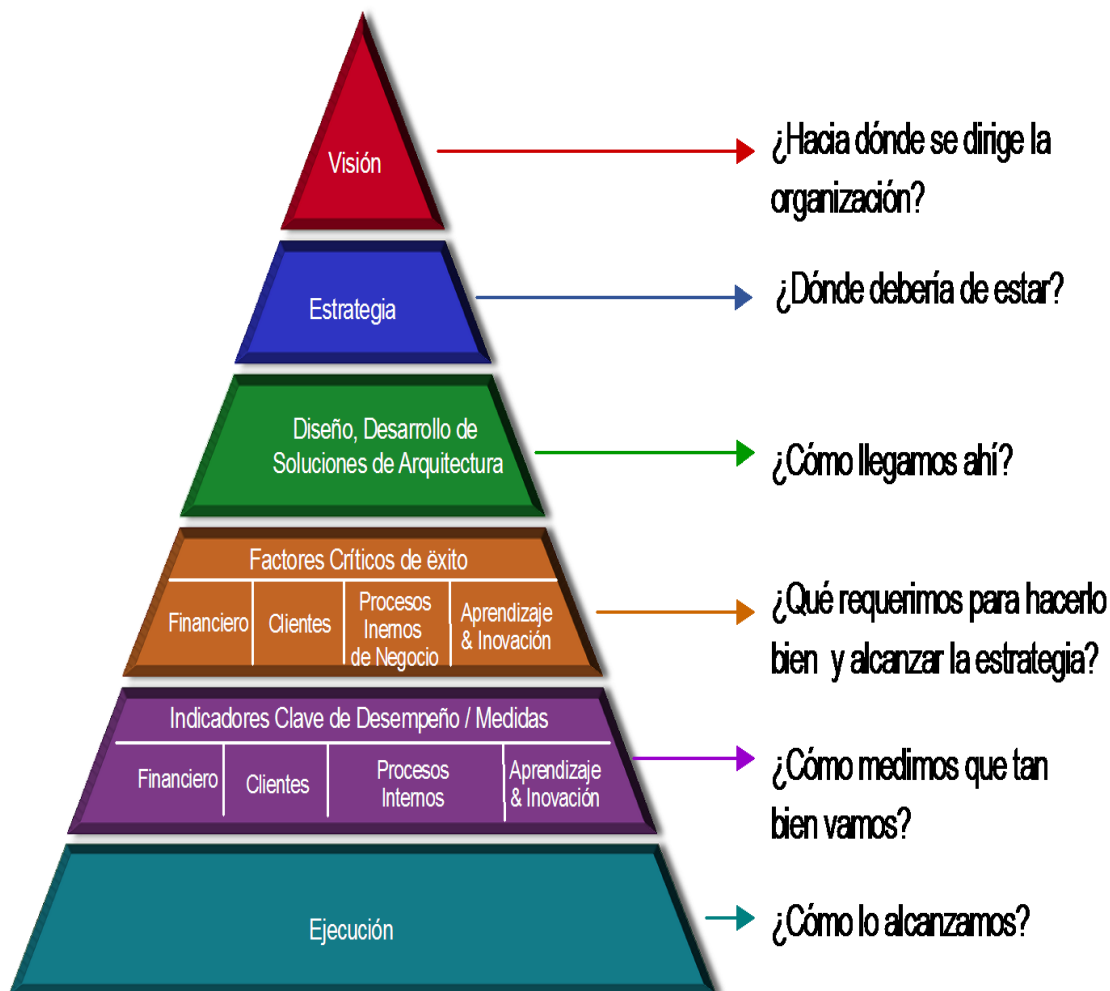 Visión
¿Hacia dónde se dirige la
organización?
Estrategia
¿Dónde debería de estar?
Diseño, Desarrollo de
Soluciones de Arquitectura
¿Cómo llegamos ahí?
Factores Críticos de ëxito
Financiero
Clientes
Procesos
Inernos
de Negocio
Aprendizaje
& Inovación
¿Qué requerimos para hacerlo
bien y alcanzar la estrategia?
Indicadores Clave de Desempeño / Medidas
Financiero
Clientes
Procesos
Internos
Aprendizaje
& Inovación
¿Cómo medimos que tan
bien vamos?
Ejecución
¿Cómo lo alcanzamos?